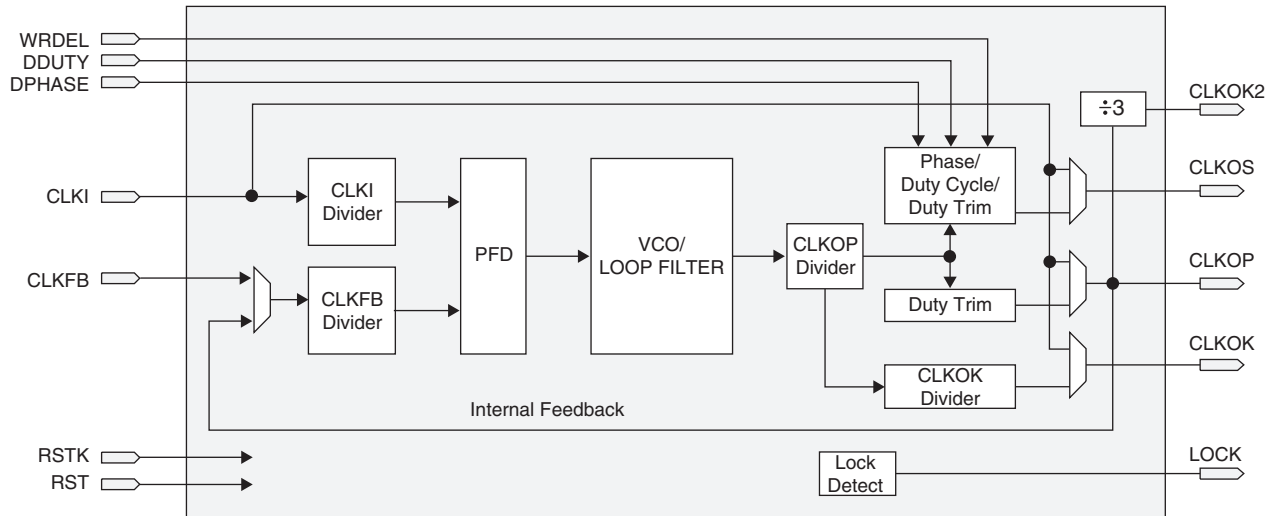 WRDEL
DDUTY
DPHASE
CLKOK2
÷3
Phase/
Duty Cycle/
Duty Trim
CLKI
CLKI
Divider
CLKOS
PFD
VCO/
LOOP FILTER
CLKOP
Divider
CLKOP
CLKFB
CLKFB
Divider
Duty Trim
CLKOK
CLKOK
Divider
Internal Feedback
RSTK
RST
Lock
Detect
LOCK